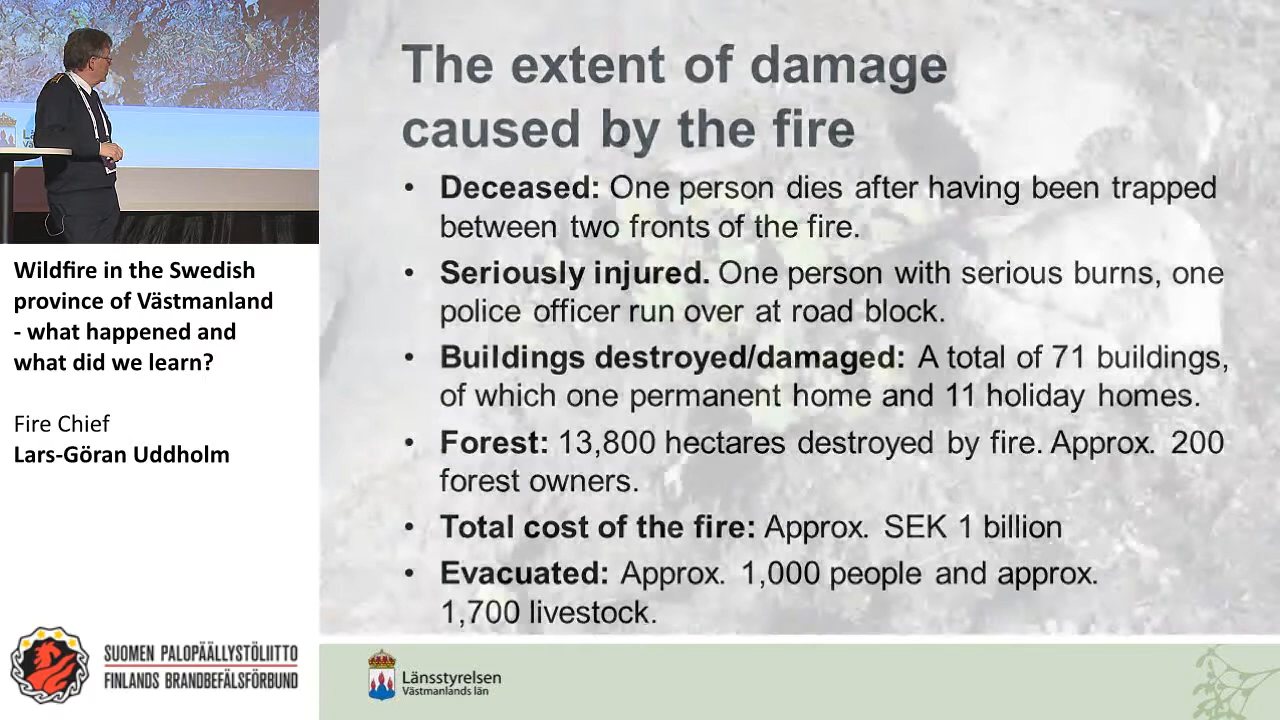 Wildfire in the Swedish
province of Västmanland
- what happened and
what did we learn?
Fire Chief
Lars-Göran Uddholm
SUOMEN PALOPÄÄLLYSTÖLIITTO
FINLANDS BRANDBEFÄLSFÖRBUND
The extent of damage
caused by the fire
• Deceased: One person dies after having been trapped
between two fronts of the fire.
• Seriously injured. One person with serious burns, one
police officer run over at road block.
• Buildings destroyed/damaged: A total of 71 buildings,
of which one permanent home and 11 holiday homes.
• Forest: 13,800 hectares destroyed by fire. Approx. 200
forest owners.
• Total cost of the fire: Approx. SEK 1 billion
• Evacuated: Approx. 1,000 people and approx.
1,700 livestock.
Länsstyrelsen
Västmanlands län